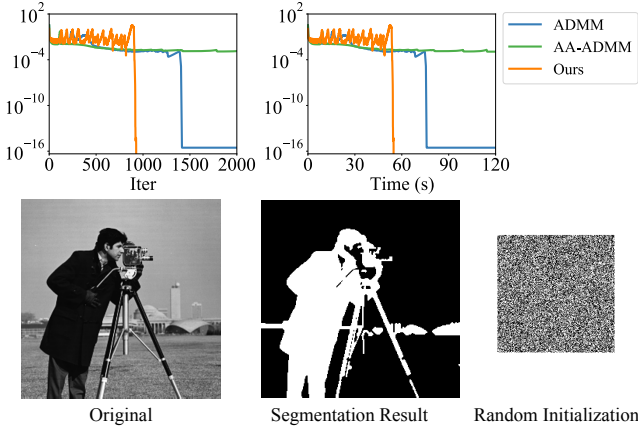 10^2
10^-4
10^-10
10^-16
0 500 1000 1500 2000
Iter
10^2
10^-4
10^-10
10^-16
0 30 60 90 120
Time (s)
ADMM
AA-ADMM
Ours
Original
Segmentation Result
Random Initialization